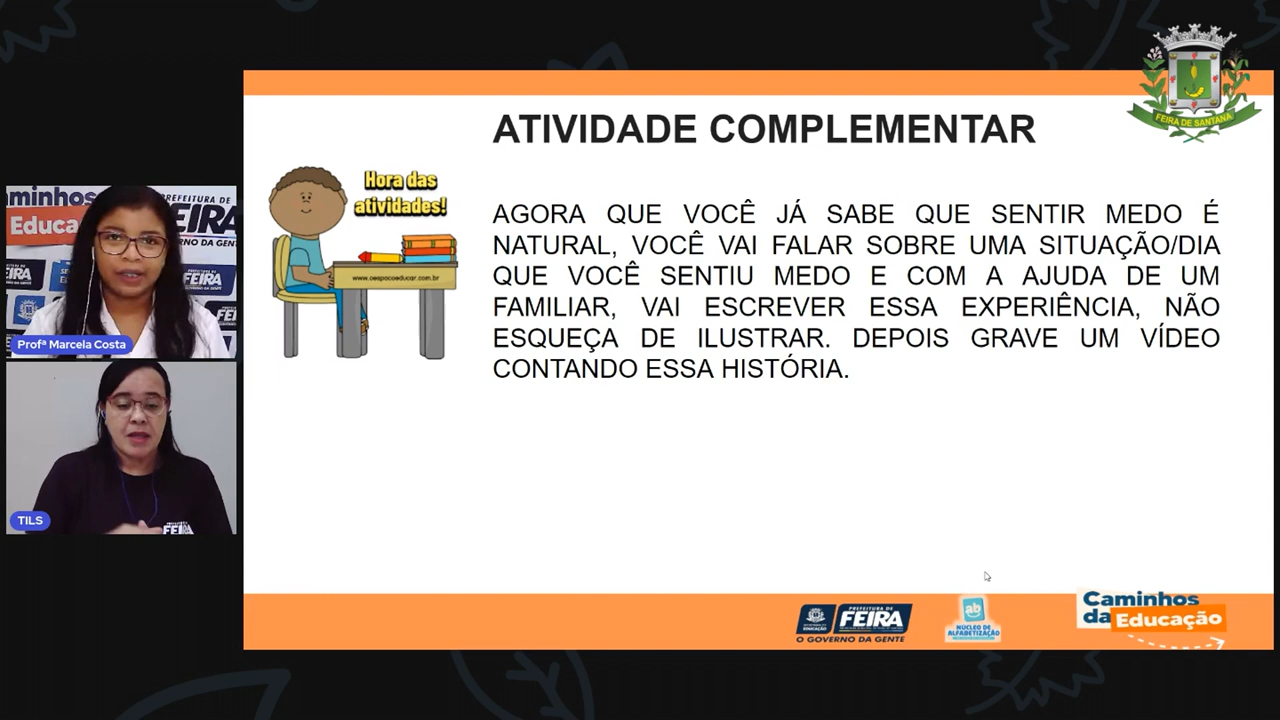 FEIRA DE SANTANA
ATIVIDADE COMPLEMENTAR
Hora das
atividades!
www.oespacoeducar.com.br
AGORA QUE VOCÊ JÁ SABE QUE SENTIR MEDO É
NATURAL, VOCÊ VAI FALAR SOBRE UMA SITUAÇÃO/DIA
QUE VOCÊ SENTIU MEDO E COM A AJUDA DE UM
FAMILIAR, VAI ESCREVER ESSA EXPERIÊNCIA, NÃO
ESQUEÇA DE ILUSTRAR. DEPOIS GRAVE UM VÍDEO
CONTANDO ESSA HISTÓRIA.
Profª Marcela Costa
TILS
FEIRA
PREFEITURA DE
FEIRA
O GOVERNO DA GENTE
ab
NÚCLEO DE
ALFABETIZAÇÃO
Caminhos
da Educação